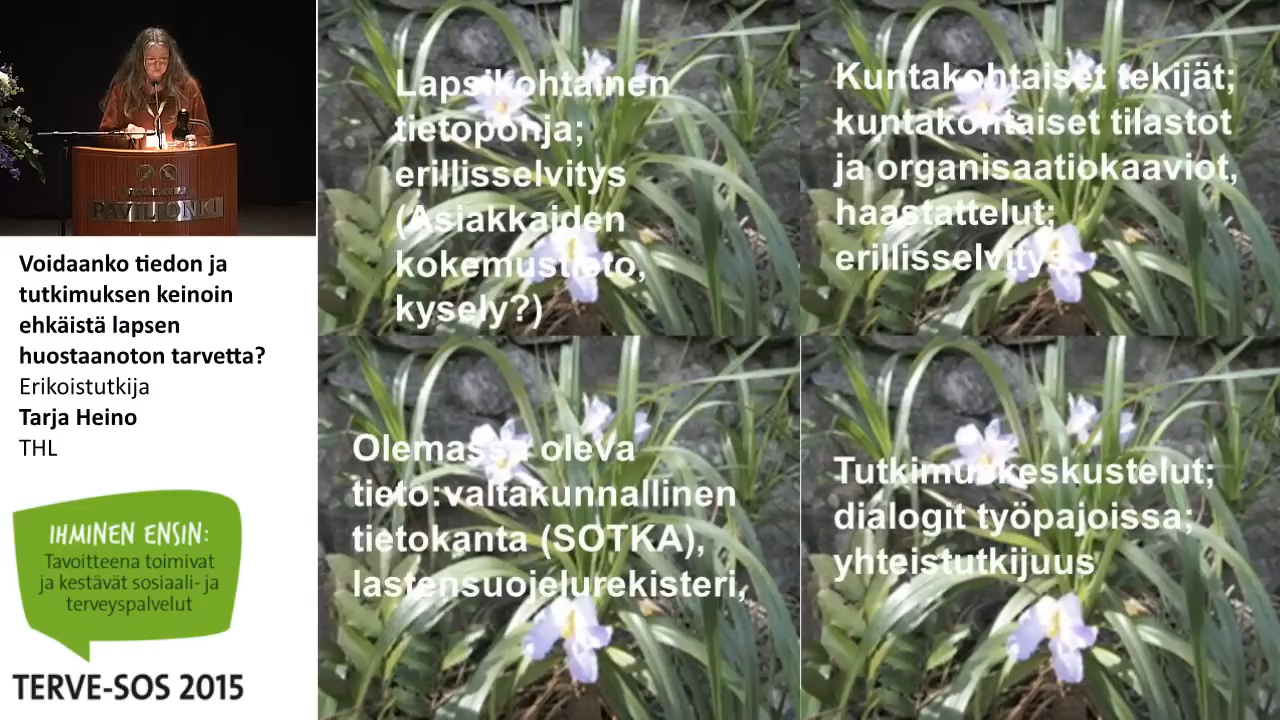 PAVILJONKI
Voidaanko tiedon ja
tutkimuksen keinoin
ehkäistä lapsen
huostaanoton tarvetta?
Erikoistutkija
Tarja Heino
THL
IHMINEN ENSIN:
Tavoitteena toimivat
ja kestävät sosiaali- ja
terveyspalvelut
TERVE-SOS 2015
Lapsikohtainen
tietopohja;
erillisselvitys
(Asiakkaiden
kokemustieto,
kysely?)
Kuntakohtaiset tekijät;
kuntakohtaiset tilastot
ja organisaatiokaaviot,
haastattelut;
erillisselvitys
Olemassa oleva
tieto:valtakunnallinen
tietokanta (SOTKA),
lastensuojelurekisteri,
Tutkimuskeskustelut;
dialogit työpajoissa;
yhteistutkijuus